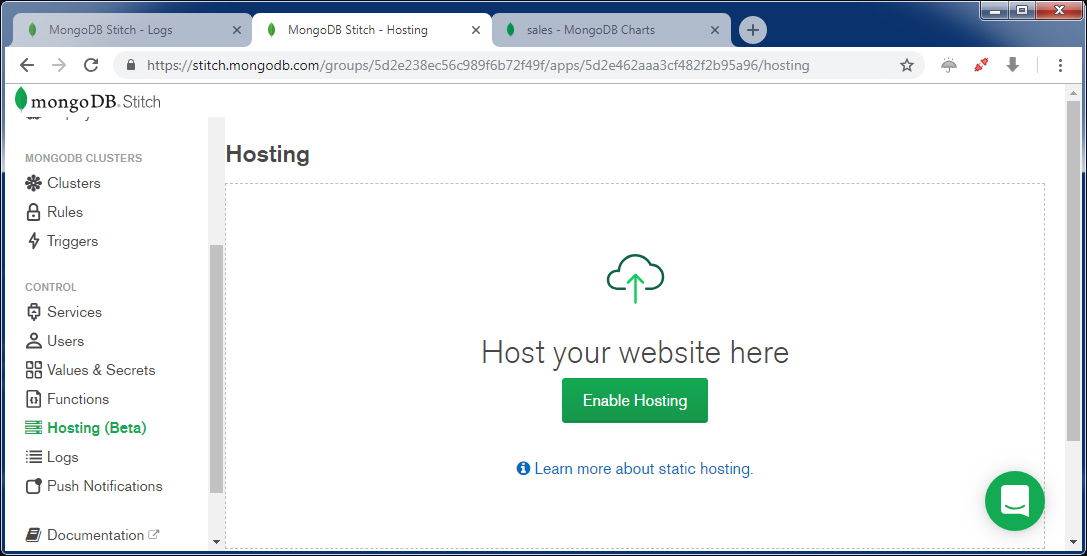 MongoDB Stitch - Logs
MongoDB Stitch - Hosting
sales - MongoDB Charts
https://stitch.mongodb.com/groups/5d2e238ec56c989f6b72f49f/apps/5d2e462aaa3cf482f2b95a96/hosting
mongoDB. Stitch
MONGODB CLUSTERS
Clusters
Rules
Triggers
CONTROL
Services
Users
Values & Secrets
Functions
Hosting (Beta)
Logs
Push Notifications
Documentation
Hosting
Host your website here
Enable Hosting
Learn more about static hosting.